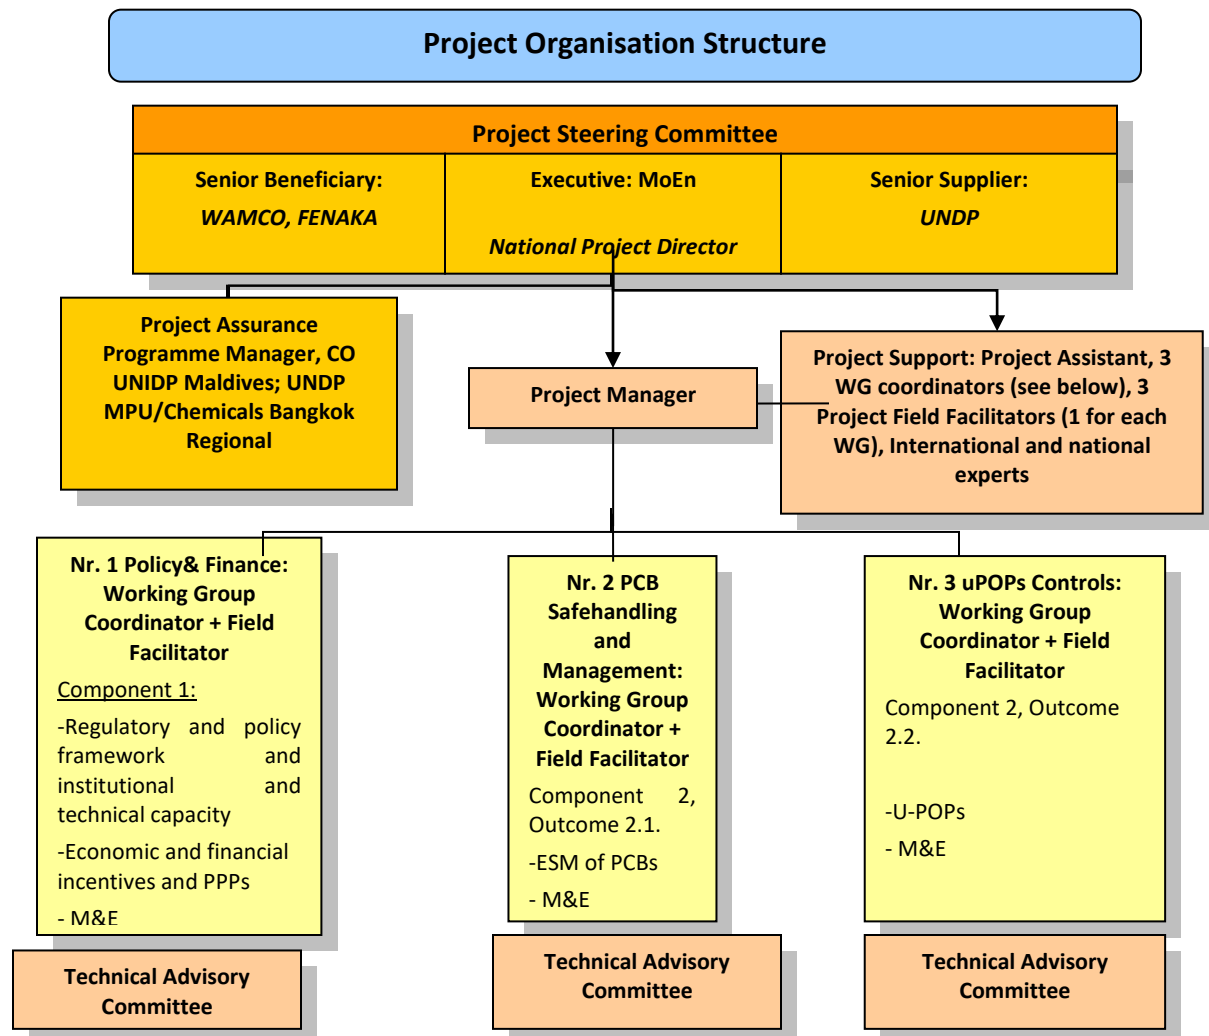 Project Organisation Structure
Project Steering Committee
Senior Beneficiary:
WAMCO, FENAKA
Executive: MoEn
National Project Director
Senior Supplier:
UNDP
Project Assurance
Programme Manager, CO
UNIDP Maldives; UNDP
MPU/Chemicals Bangkok
Regional
Project Manager
Project Support: Project Assistant, 3
WG coordinators (see below), 3
Project Field Facilitators (1 for each
WG), International and national
experts
Nr. 1 Policy& Finance:
Working Group
Coordinator + Field
Facilitator
Component 1:
-Regulatory and policy
framework and
institutional and
technical capacity
-Economic and financial
incentives and PPPs
- M&E
Nr. 2 PCB
Safehandling
and
Management:
Working Group
Coordinator +
Field Facilitator
Component 2,
Outcome 2.1.
-ESM of PCBs
- M&E
Nr. 3 uPOPs Controls:
Working Group
Coordinator + Field
Facilitator
Component 2, Outcome
2.2.
-U-POPs
- M&E
Technical Advisory
Committee
Technical Advisory
Committee
Technical Advisory
Committee